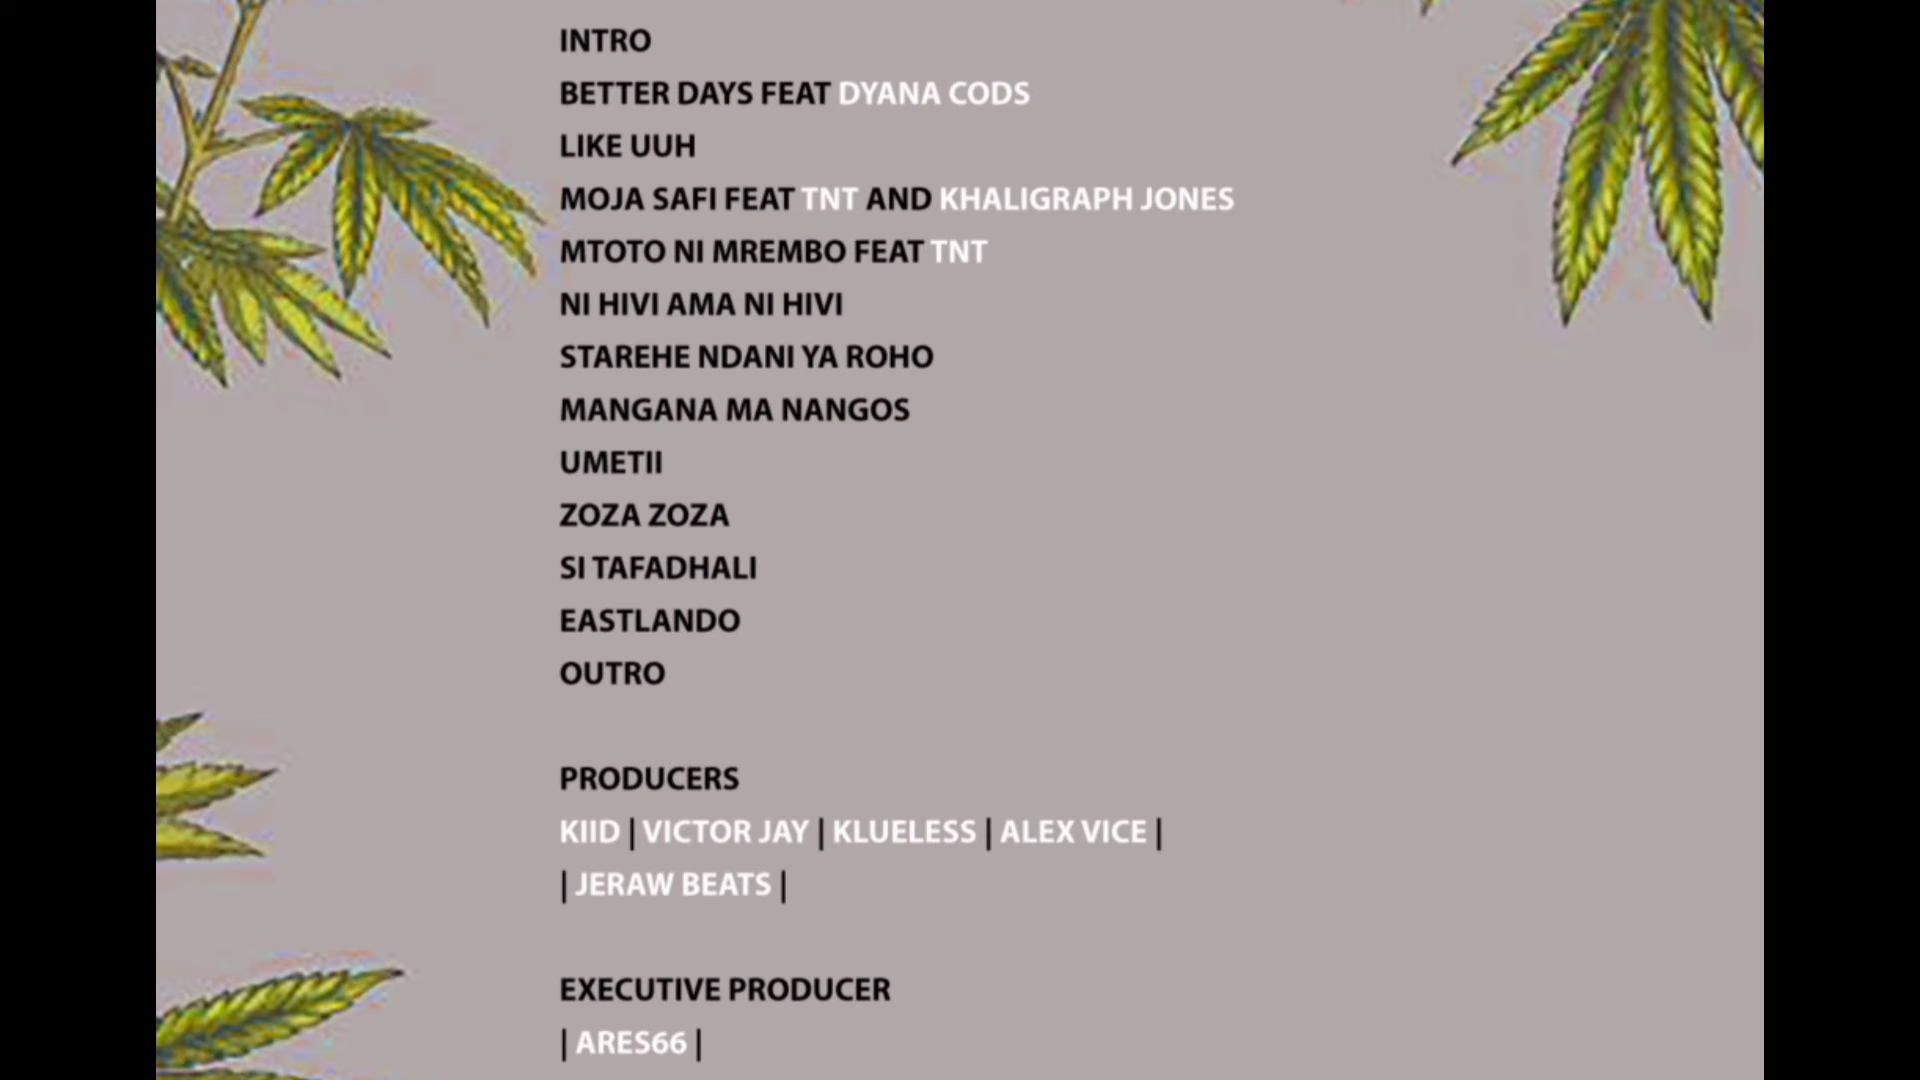 INTRO
BETTER DAYS FEAT DYANA CODS
LIKE UUH
MOJA SAFI FEAT TNT AND KHALIGRAPH JONES
MTOTO NI MREMBO FEAT TNT
NI HIVI AMA NI HIVI
STAREHE NDANI YA ROHO
MANGANA MA NANGOS
UMETII
ZOZA ZOZA
SI TAFADHALI
EASTLANDO
OUTRO
PRODUCERS
KIID | VICTOR JAY | KLUELESS | ALEX VICE |
| JERAW BEATS |
EXECUTIVE PRODUCER
| ARES66 |